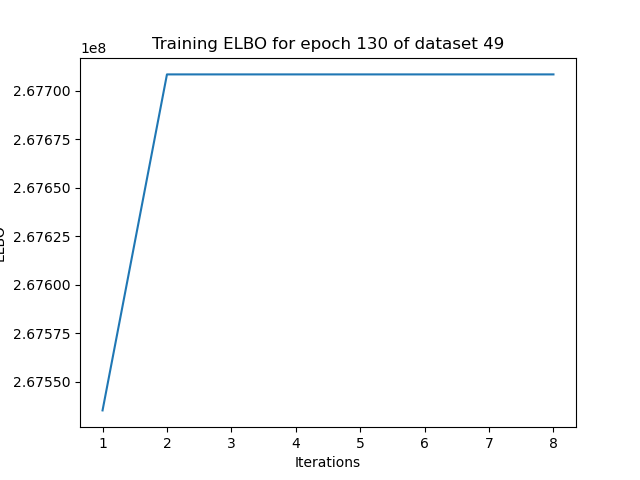 Training ELBO for epoch 130 of dataset 49
1e8
2.67700
2.67675
2.67650
2.67625
2.67600
2.67575
2.67550
ELBO
1 2 3 4 5 6 7 8
Iterations